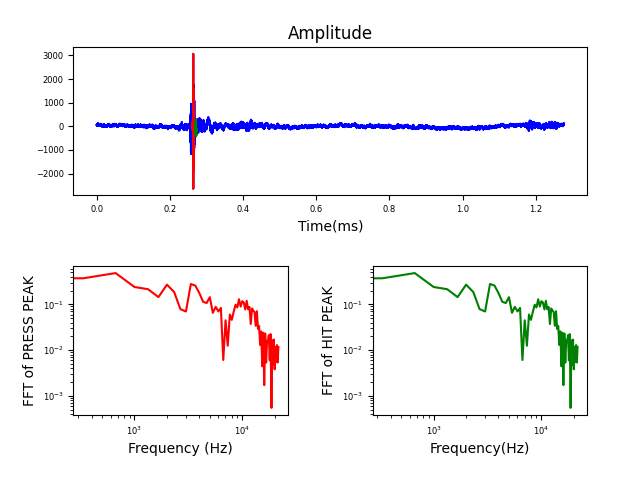 Amplitude
3000
2000
1000
0
−1000
−2000
0.0 0.2 0.4 0.6 0.8 1.0 1.2
Time(ms)
FFT of PRESS PEAK
10⁻¹
10⁻²
10⁻³
10³ 10⁴
Frequency (Hz)
FFT of HIT PEAK
10⁻¹
10⁻²
10⁻³
10³ 10⁴
Frequency(Hz)